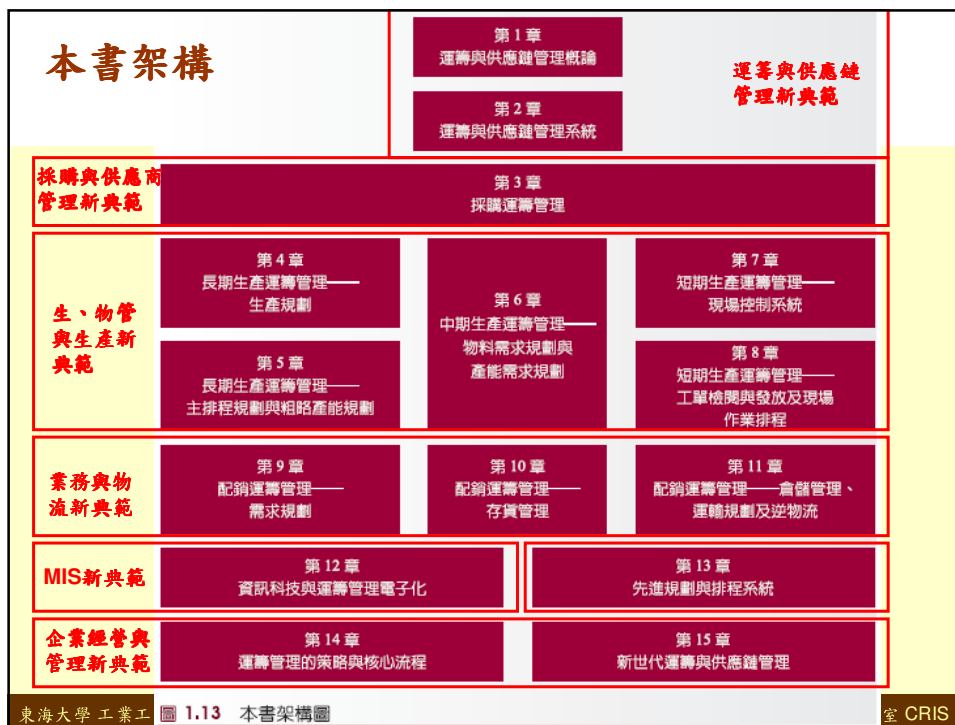 本書架構
第 1 章
運籌與供應鏈管理概論
第 2 章
運籌與供應鏈管理系統
運籌與供應鏈
管理新典範
採購與供應商
管理新典範
第 3 章
採購運籌管理
生、物管
與生產新
典範
第 4 章
長期生產運籌管理——
生產規劃
第 5 章
長期生產運籌管理——
主排程規劃與粗略產能規劃
第 6 章
中期生產運籌管理——
物料需求規劃與
產能需求規劃
第 7 章
短期生產運籌管理——
現場控制系統
第 8 章
短期生產運籌管理——
工單檢閱與發放及現場
作業排程
業務與物
流新典範
第 9 章
配銷運籌管理——
需求規劃
第 10 章
配銷運籌管理——
存貨管理
第 11 章
配銷運籌管理——倉儲管理、
運輸規劃及逆物流
MIS新典範
第 12 章
資訊科技與運籌管理電子化
第 13 章
先進規劃與排程系統
企業經營與
管理新典範
第 14 章
運籌管理的策略與核心流程
第 15 章
新世代運籌與供應鏈管理
東海大學 工業工
圖 1.13 本書架構圖
室 CRIS